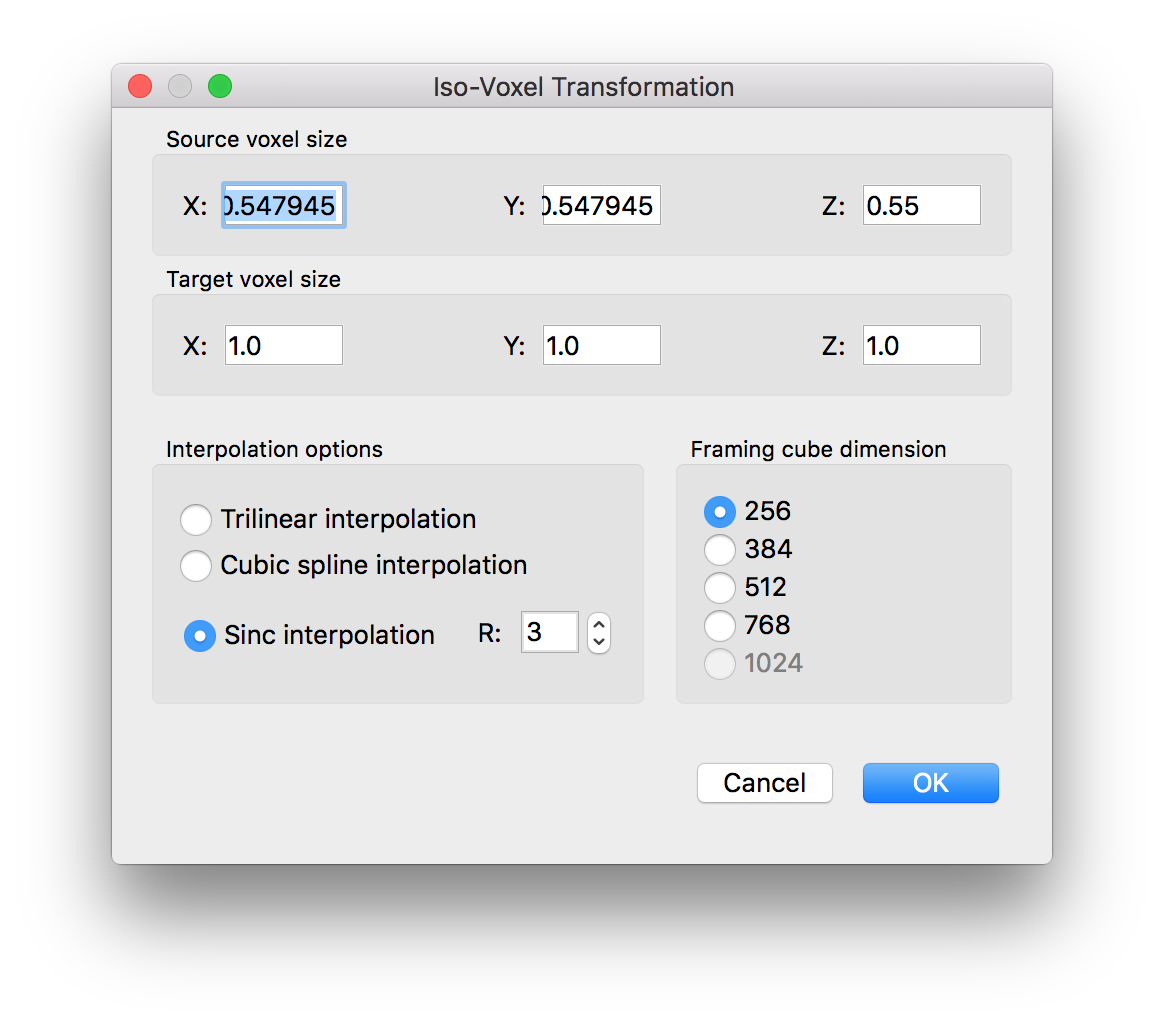 Iso-Voxel Transformation
Source voxel size
X: 0.547945 Y: 0.547945 Z: 0.55
Target voxel size
X: 1.0 Y: 1.0 Z: 1.0
Interpolation options
Trilinear interpolation
Cubic spline interpolation
Sinc interpolation R: 3
Framing cube dimension
256
384
512
768
1024
Cancel OK